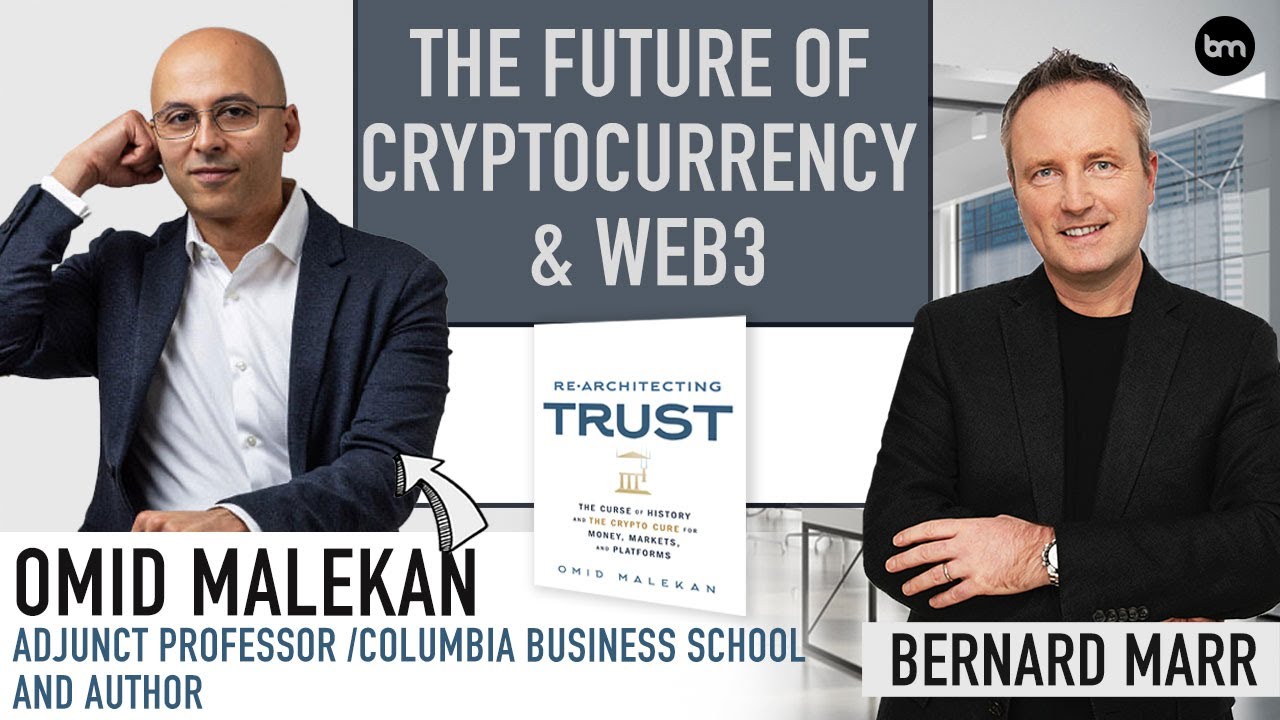 bm
THE FUTURE OF
CRYPTOCURRENCY
& WEB3
RE•ARCHITECTING
TRUST
THE CURSE OF HISTORY
AND THE CRYPTO CURE FOR
MONEY, MARKETS,
AND PLATFORMS
OMID MALEKAN
OMID MALEKAN
ADJUNCT PROFESSOR /COLUMBIA BUSINESS SCHOOL
AND AUTHOR
BERNARD MARR